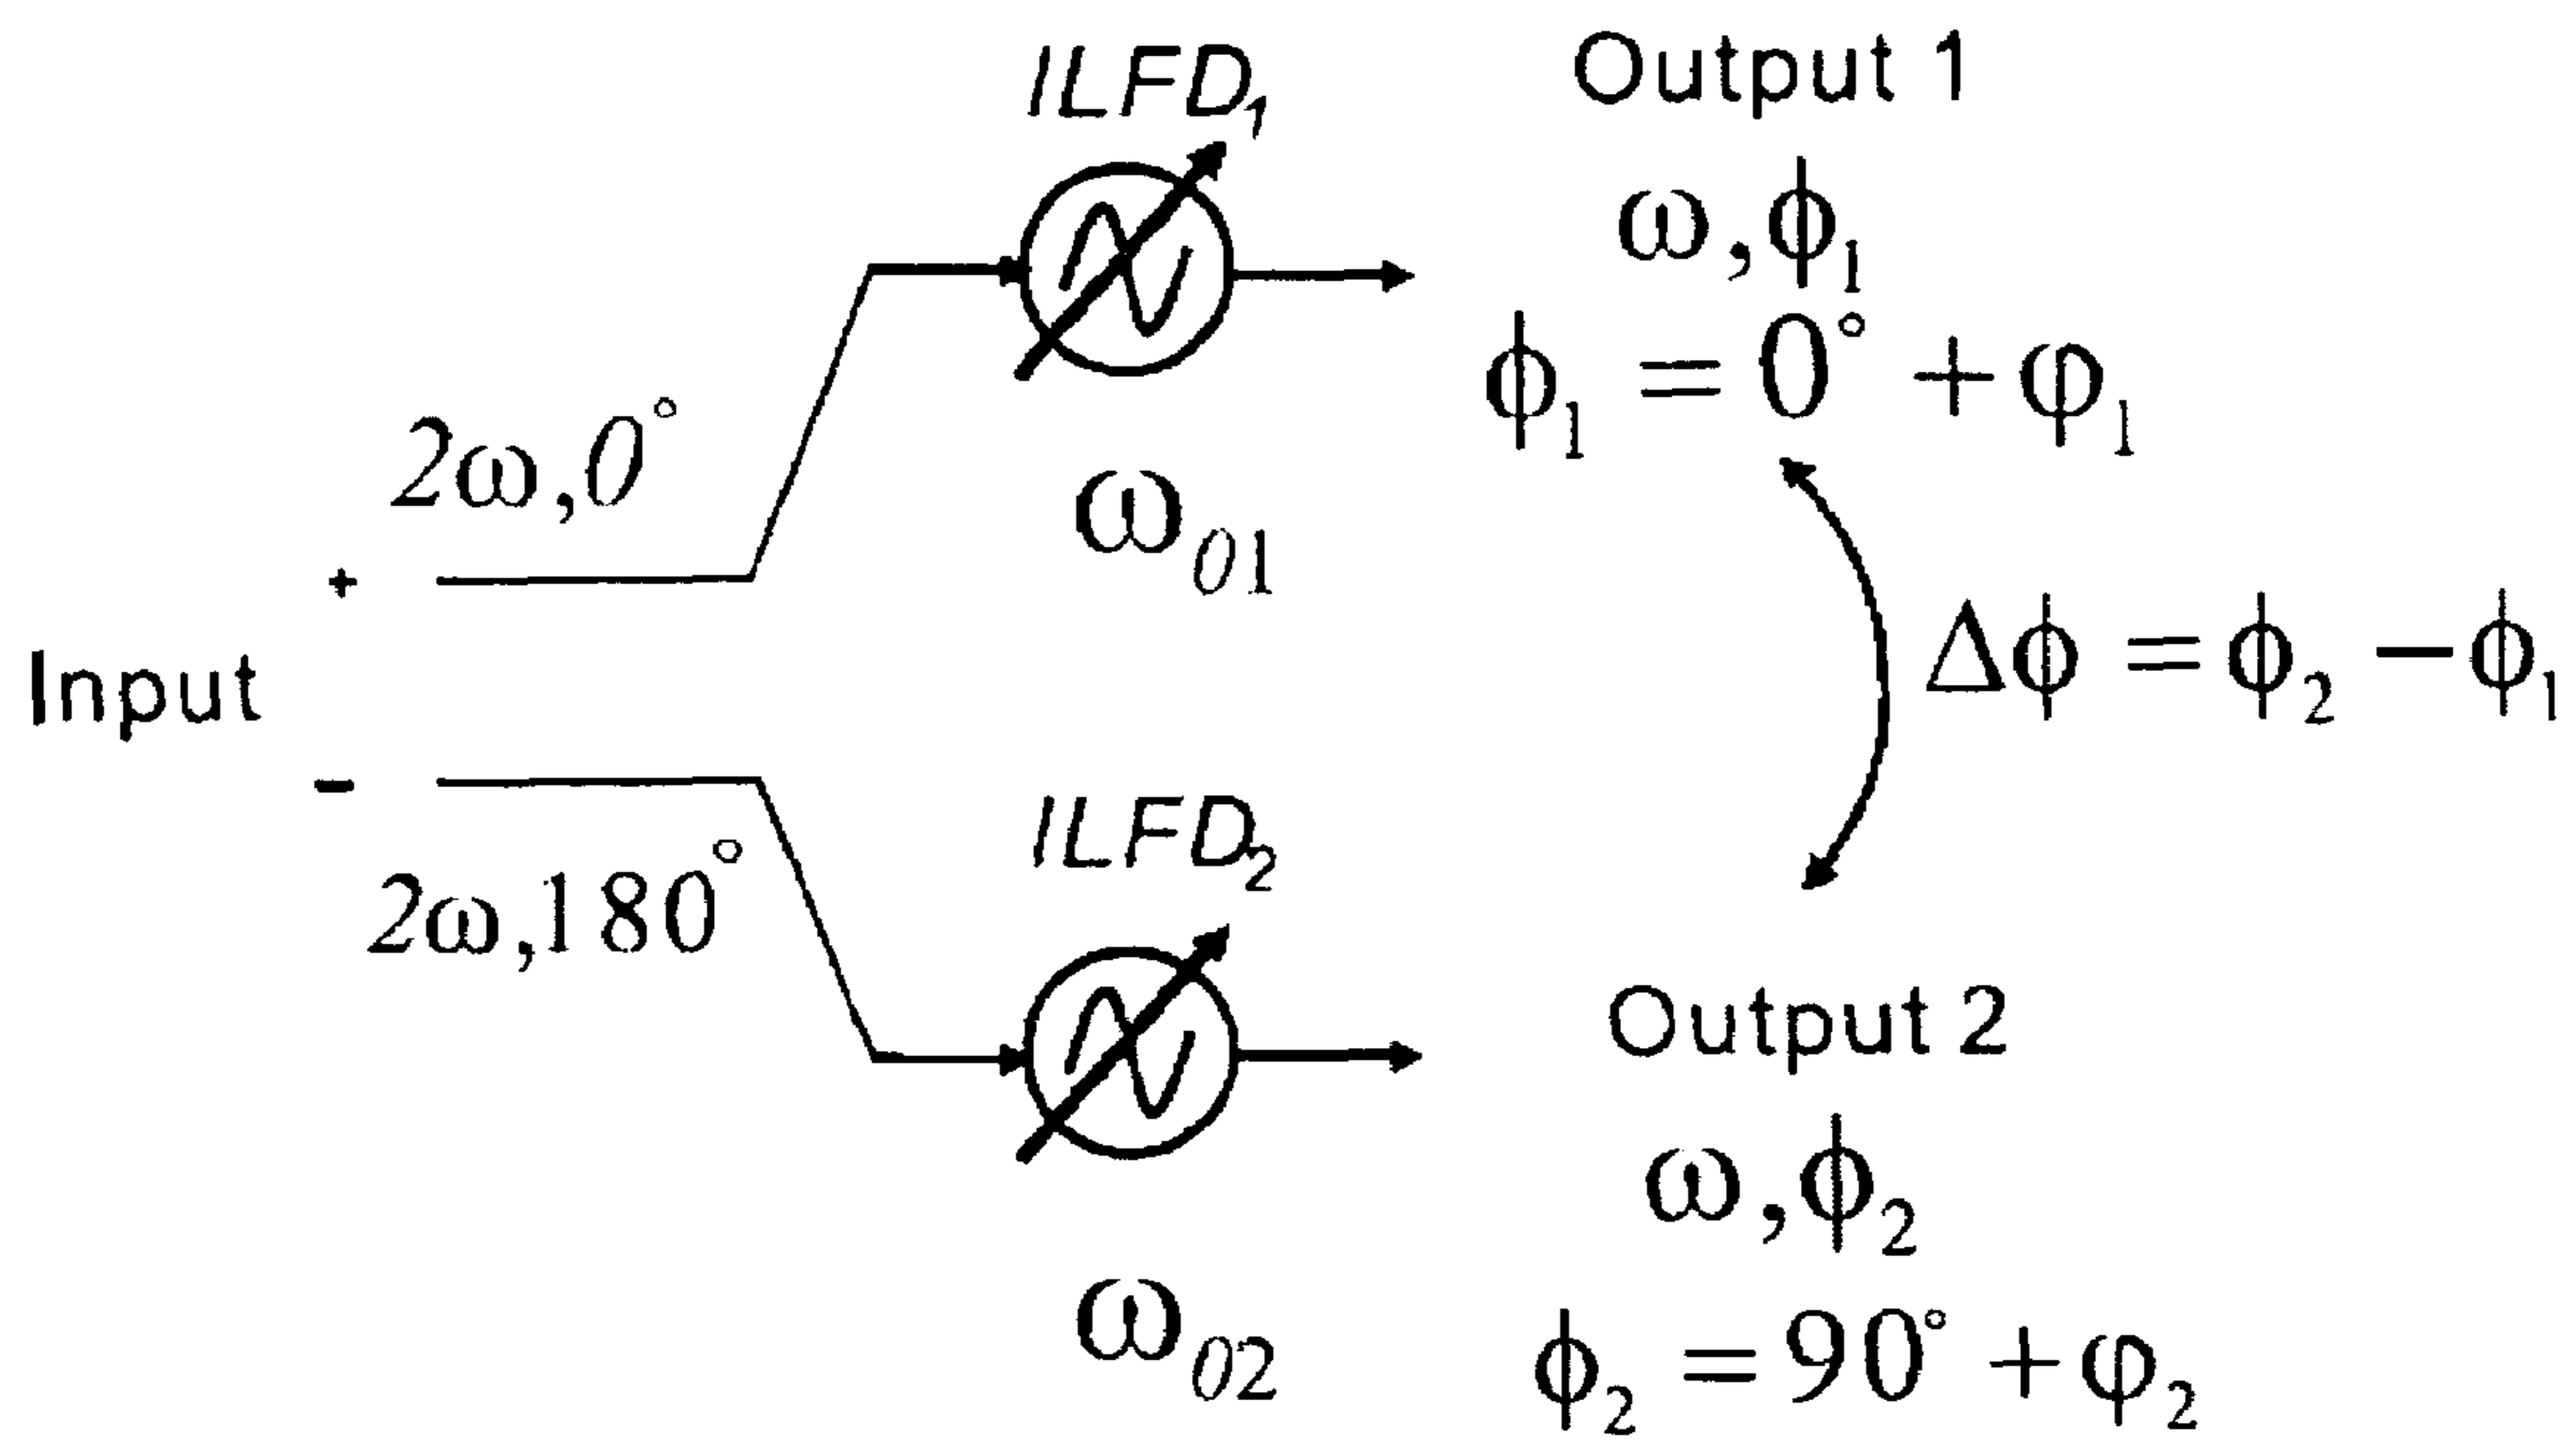 ILFD₁
Output 1
ω,ϕ₁
ϕ₁ = 0° + φ₁
2ω,0°
ω₀₁
+
Input
Δϕ = ϕ₂ − ϕ₁
-
2ω,180°
ILFD₂
Output 2
ω,ϕ₂
ω₀₂
ϕ₂ = 90° + φ₂